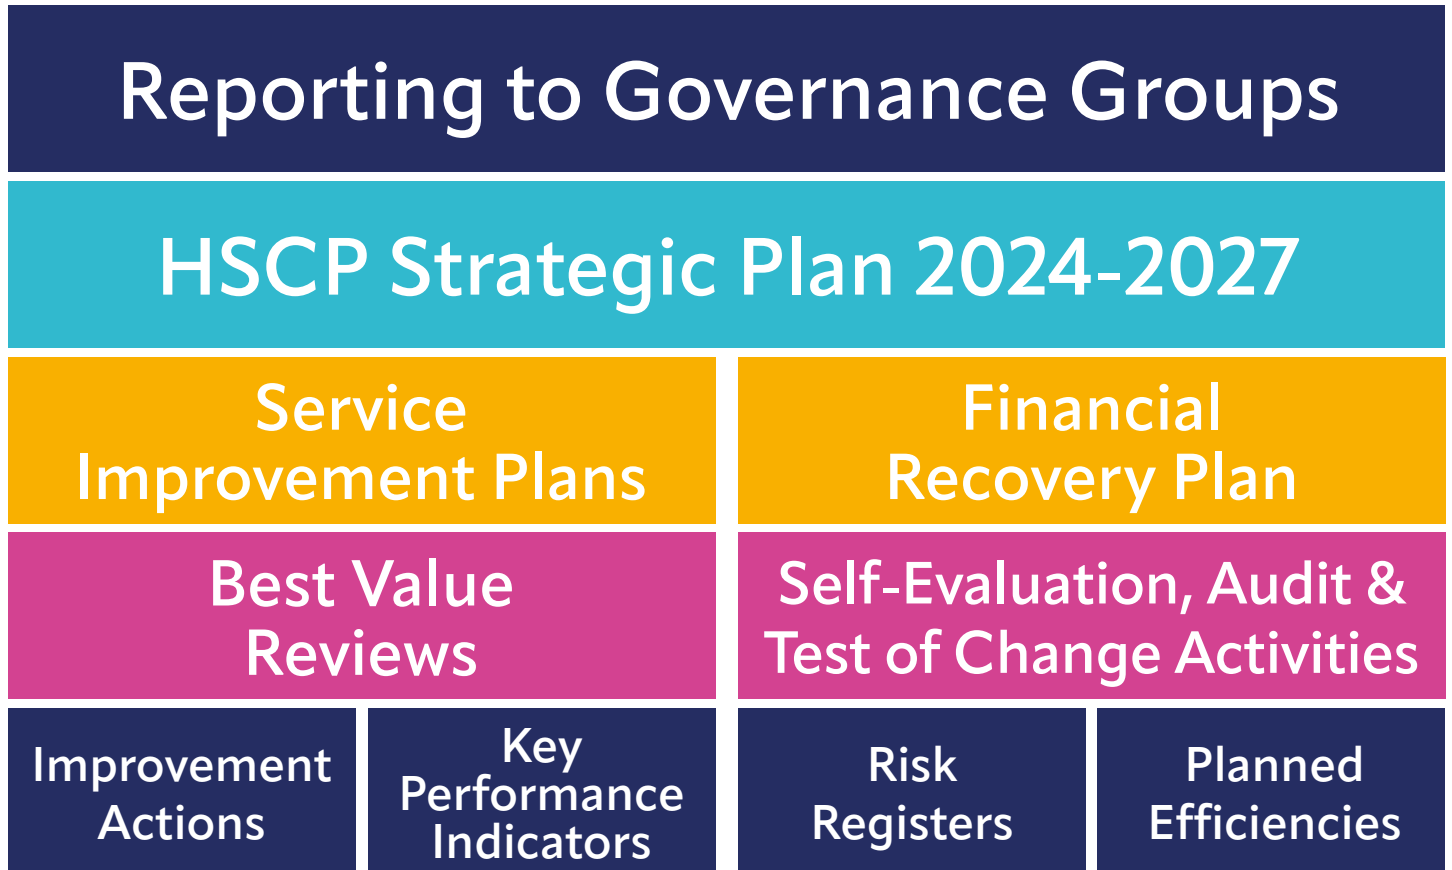 Reporting to Governance Groups
HSCP Strategic Plan 2024-2027
Service
Improvement Plans
Financial
Recovery Plan
Best Value
Reviews
Self-Evaluation, Audit &
Test of Change Activities
Improvement
Actions
Key
Performance
Indicators
Risk
Registers
Planned
Efficiencies